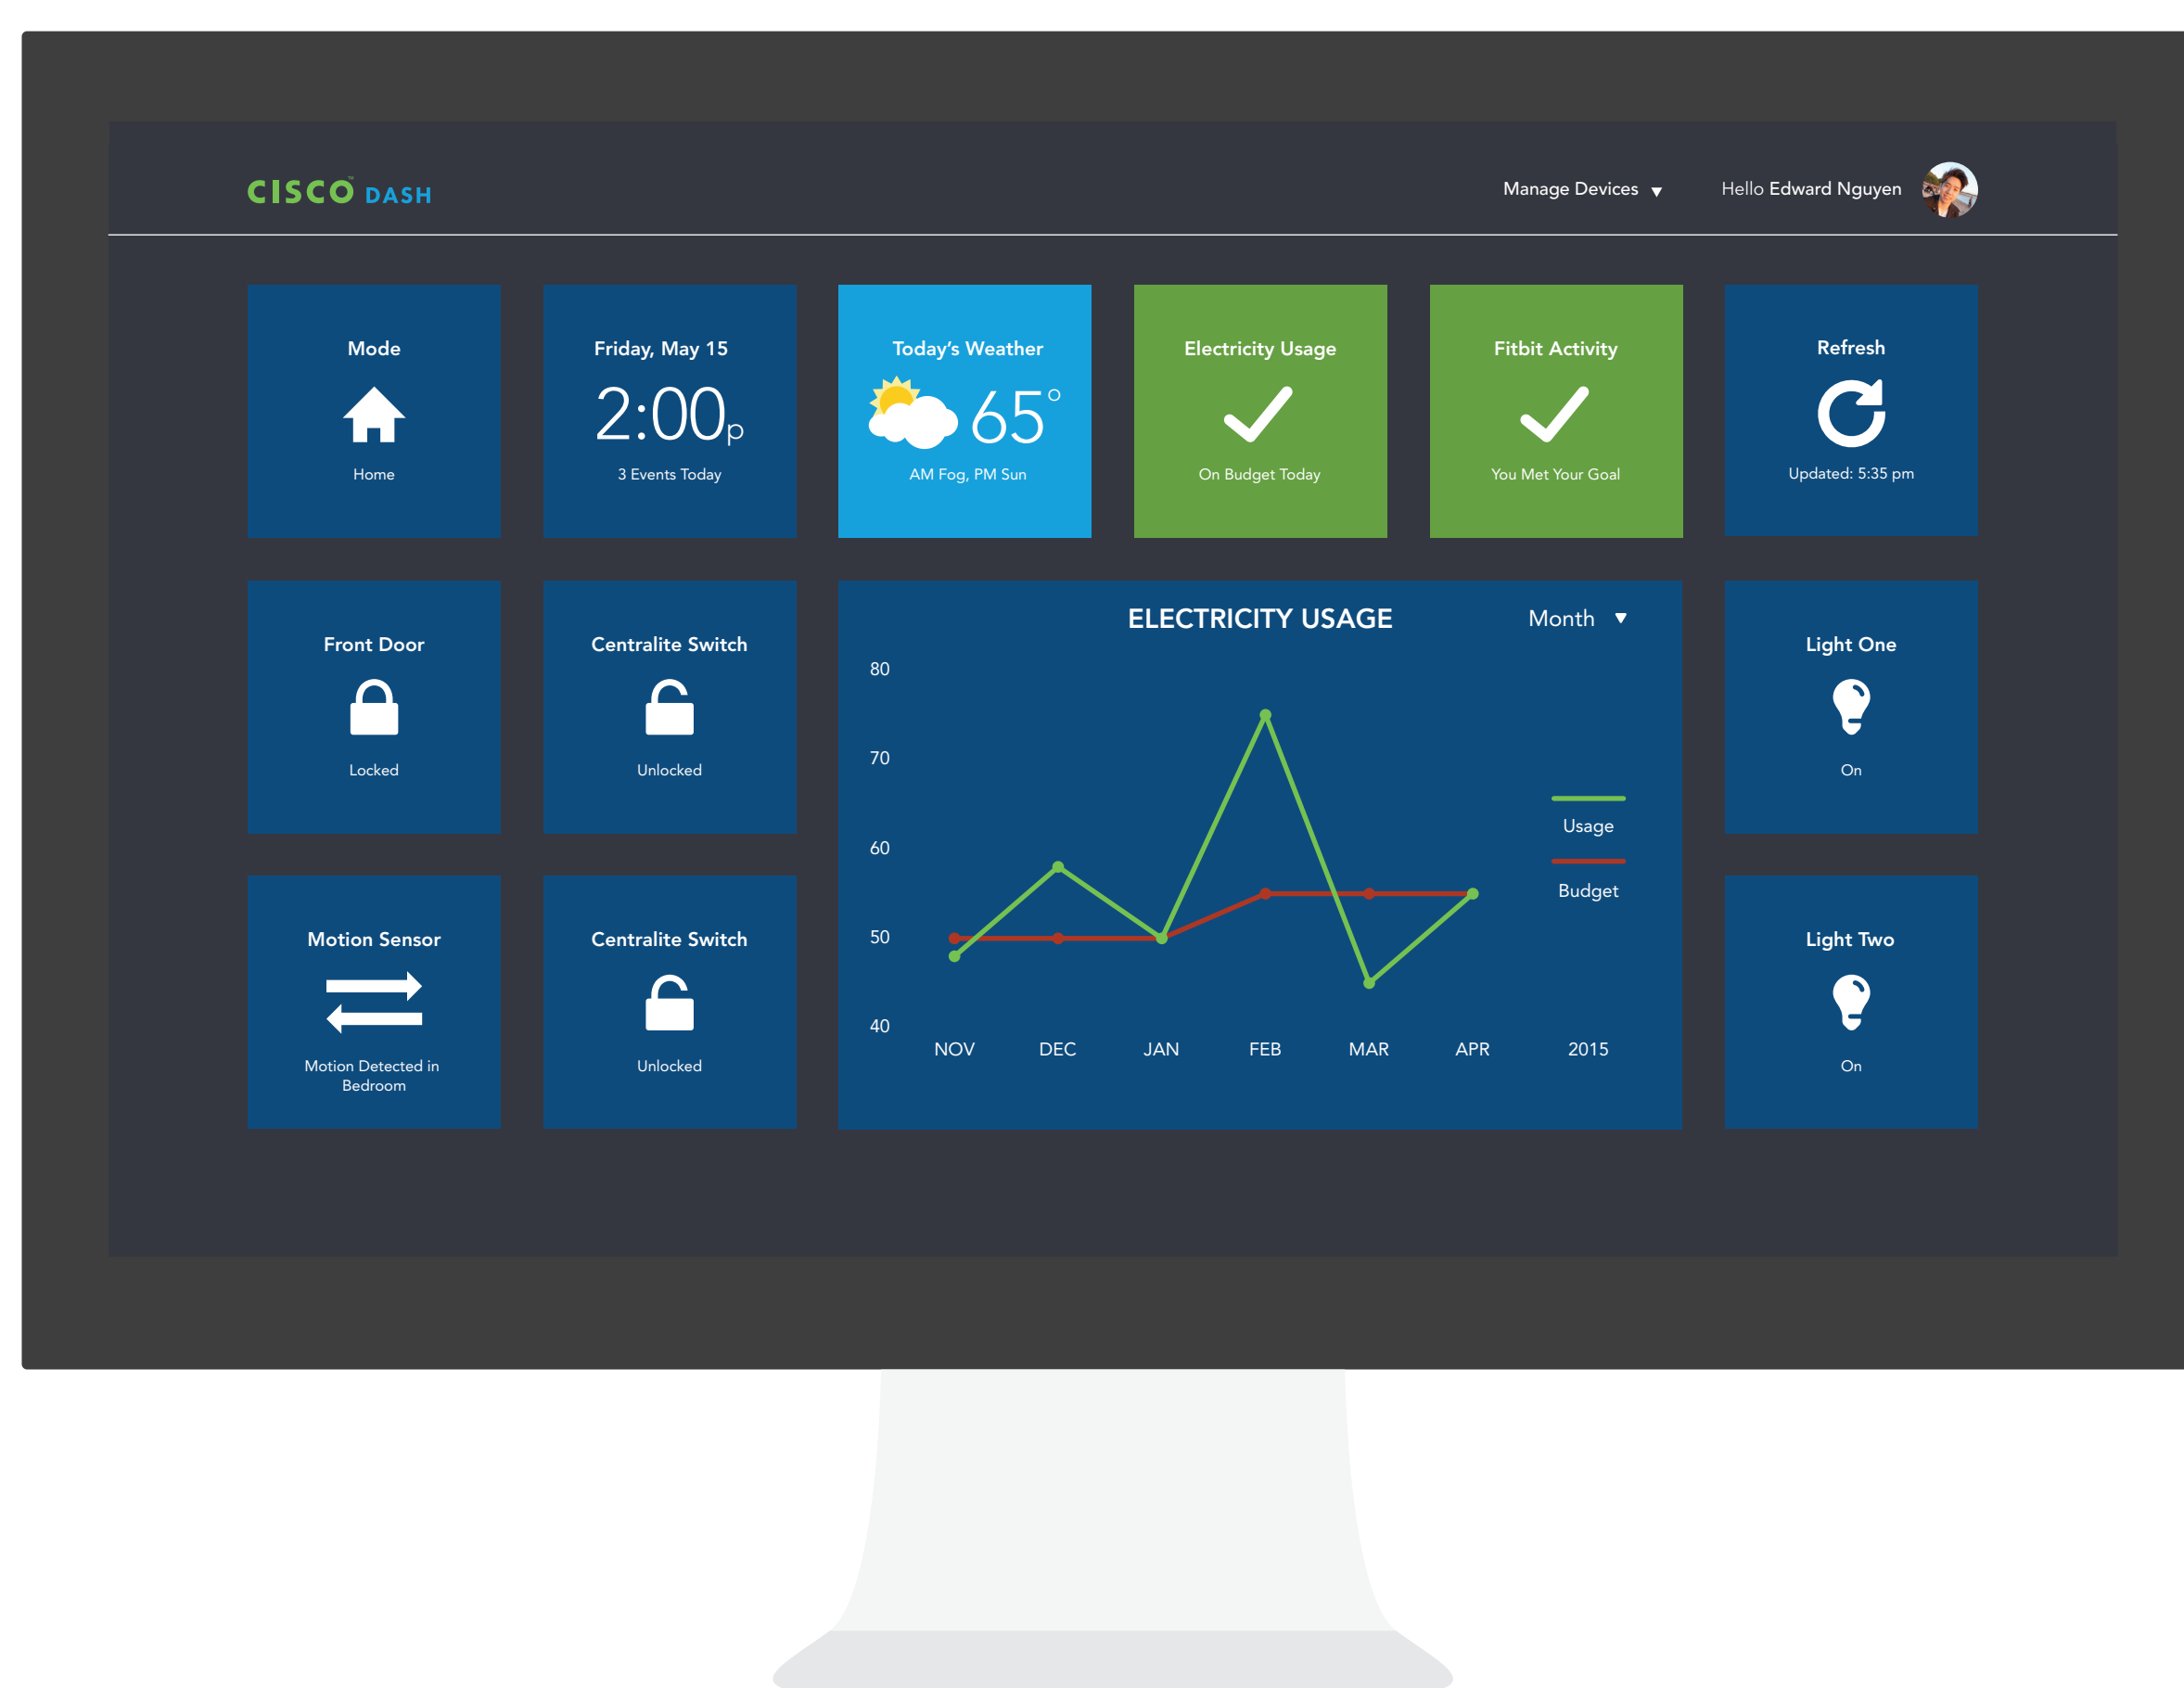 CISCO™ DASH
Manage Devices ▼
Hello Edward Nguyen
Mode
Home
Friday, May 15
2:00p
3 Events Today
Today's Weather
65°
AM Fog, PM Sun
Electricity Usage
On Budget Today
Fitbit Activity
You Met Your Goal
Refresh
Updated: 5:35 pm
Front Door
Locked
Centralite Switch
Unlocked
ELECTRICITY USAGE
Month ▼
80
70
60
50
40
NOV DEC JAN FEB MAR APR 2015
Usage
Budget
Light One
On
Motion Sensor
Motion Detected in
Bedroom
Centralite Switch
Unlocked
Light Two
On